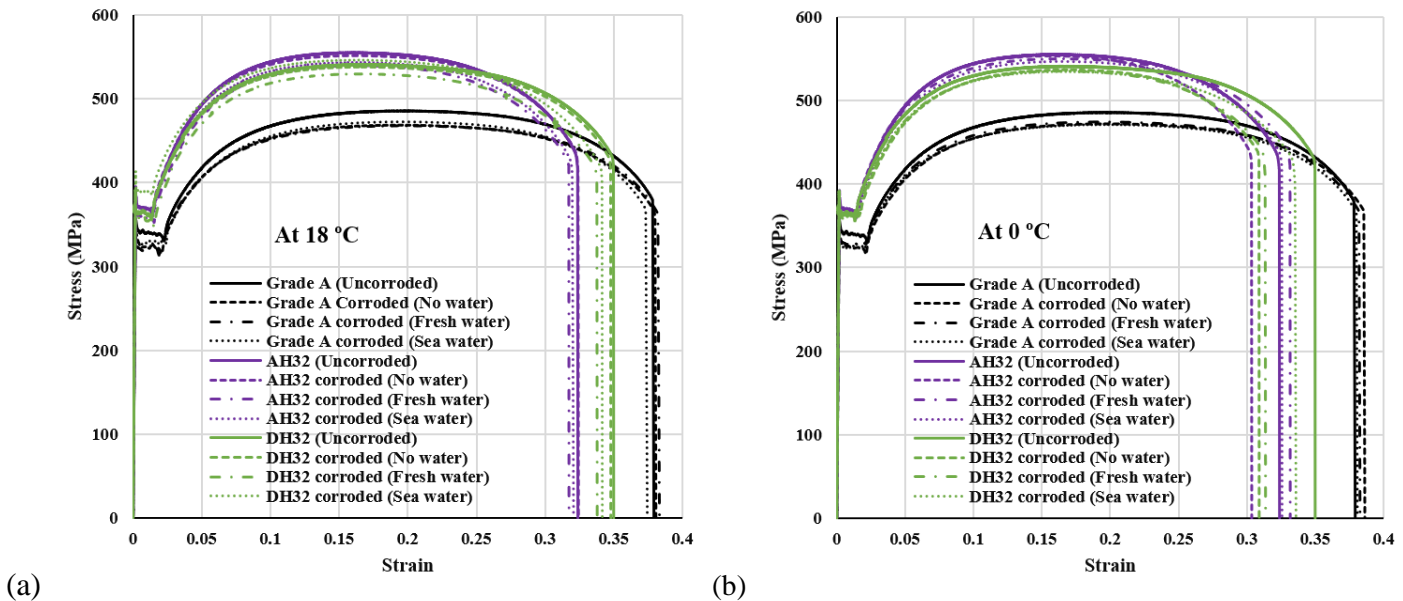 600
500
400
300
200
100
0
Stress (MPa)
At 18 ºC
Grade A (Uncorroded)
Grade A Corroded (No water)
Grade A corroded (Fresh water)
Grade A corroded (Sea water)
AH32 (Uncorroded)
AH32 corroded (No water)
AH32 corroded (Fresh water)
AH32 corroded (Sea water)
DH32 (Uncorroded)
DH32 corroded (No water)
DH32 corroded (Fresh water)
DH32 corroded (Sea water)
0 0.05 0.1 0.15 0.2 0.25 0.3 0.35 0.4
Strain
(a)
600
500
400
300
200
100
0
Stress (MPa)
At 0 ºC
Grade A (Uncorroded)
Grade A corroded (No water)
Grade A corroded (Fresh water)
Grade A corroded (Sea water)
AH32 (Uncorroded)
AH32 corroded (No water)
AH32 corroded (Fresh water)
AH32 corroded (Sea water)
DH32 (Uncorroded)
DH32 corroded (No water)
DH32 corroded (Fresh water)
DH32 corroded (Sea water)
0 0.05 0.1 0.15 0.2 0.25 0.3 0.35 0.4
Strain
(b)